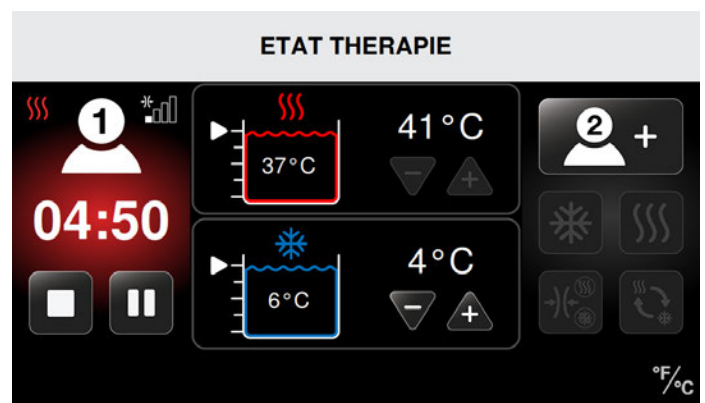 ETAT THERAPIE
1
04:50
41°C
37°C
- +
4°C
6°C
- +
2 +
°F/°C